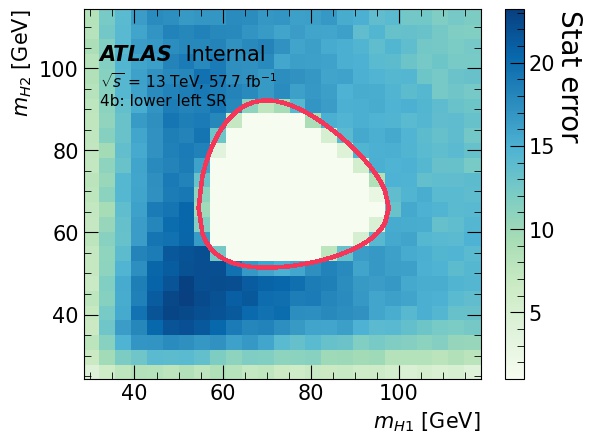 ATLAS Internal
√s = 13 TeV, 57.7 fb⁻¹
4b: lower left SR
m_H2 [GeV]
100
80
60
40
40 60 80 100
m_H1 [GeV]
20
15
10
5
Stat error